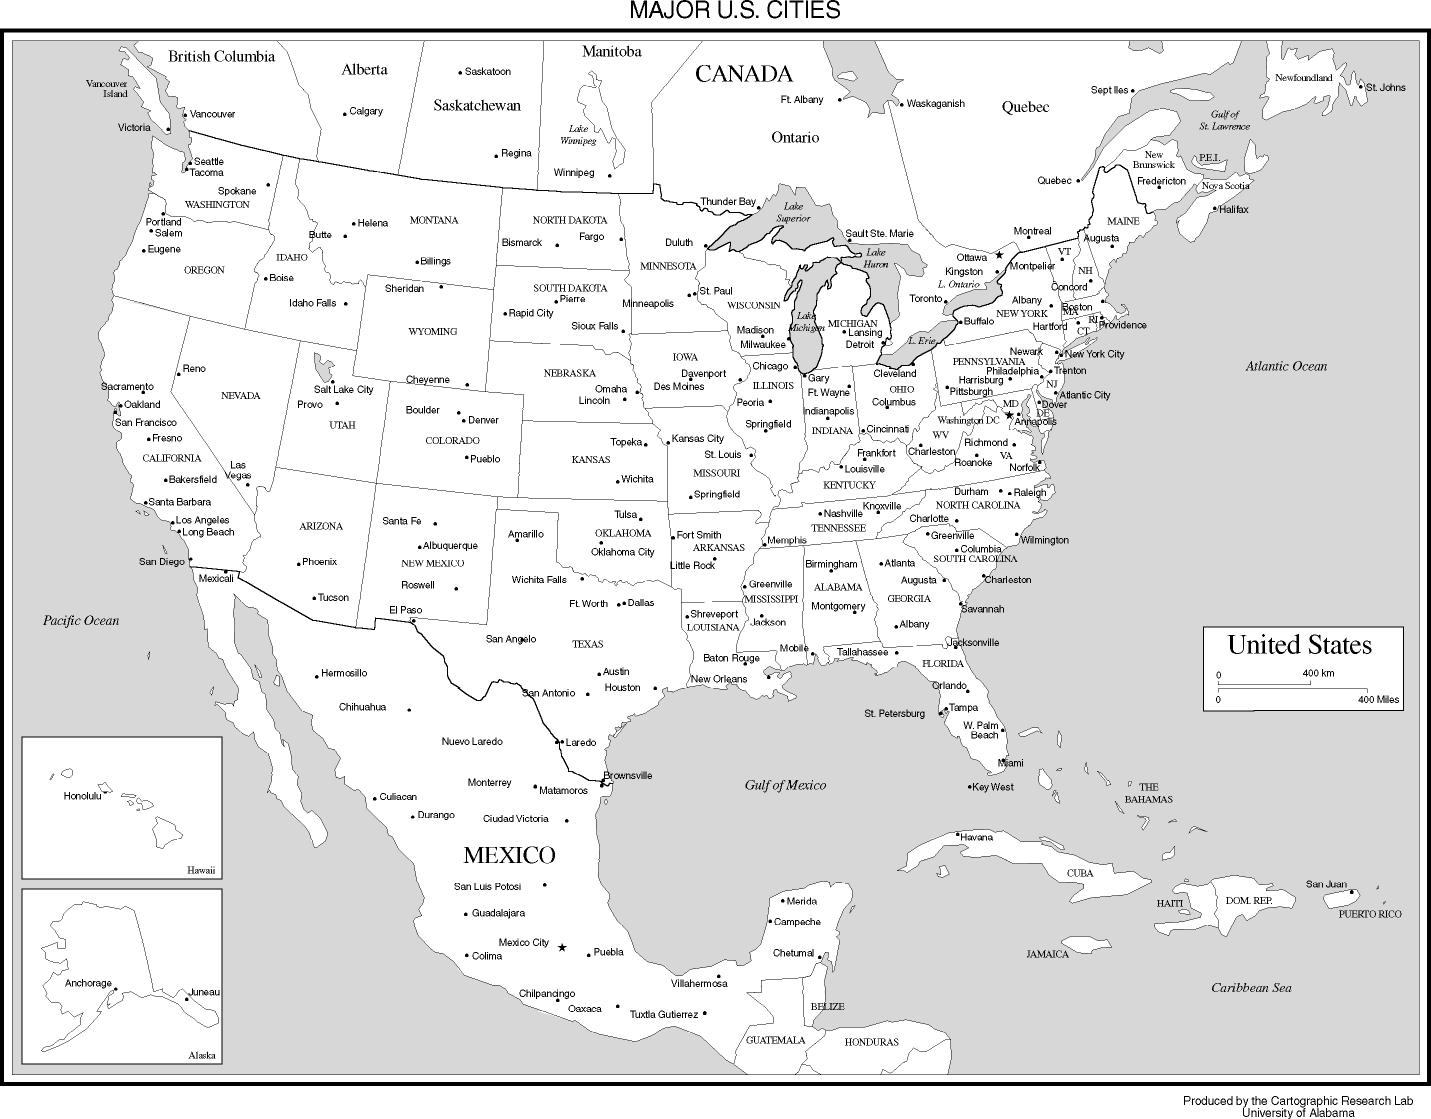 MAJOR U.S. CITIES
British Columbia
Alberta
Manitoba
Saskatchewan
CANADA
Ontario
Quebec
Newfoundland
St. Johns
Vancouver
Island
Saskatoon
Calgary
Vancouver
Victoria
Regina
Lake
Winnipeg
Winnipeg
Ft. Albany
Waskaganish
Sept Iles
Gulf of
St. Lawrence
New
Brunswick
P.E.I.
Fredericton
Nova Scotia
Halifax
Quebec
Thunder Bay
Lake
Superior
Sault Ste. Marie
Lake
Huron
Montreal
Ottawa
Kingston
L. Ontario
Toronto
Seattle
Tacoma
Spokane
WASHINGTON
Portland
Salem
Eugene
OREGON
Helena
Butte
MONTANA
Billings
IDAHO
Boise
Idaho Falls
NORTH DAKOTA
Bismarck
Fargo
Duluth
MINNESOTA
St. Paul
Minneapolis
SOUTH DAKOTA
Pierre
Rapid City
Sioux Falls
Sheridan
WYOMING
Cheyenne
WISCONSIN
Madison
Milwaukee
Lake
Michigan
MICHIGAN
Lansing
Detroit
L. Erie
MAINE
Augusta
VT
Montpelier
NH
Concord
Albany
NEW YORK
Boston
MA
Buffalo
Hartford
CT
RI
Providence
Newark
New York City
PENNSYLVANIA
Philadelphia
Trenton
Harrisburg
Pittsburgh
NJ
Atlantic City
MD
Dover
DE
Washington DC
Annapolis
Atlantic Ocean
Reno
Sacramento
Oakland
San Francisco
Fresno
CALIFORNIA
Bakersfield
Santa Barbara
Los Angeles
Long Beach
San Diego
NEVADA
Las
Vegas
Salt Lake City
Provo
UTAH
Boulder
Denver
COLORADO
Pueblo
NEBRASKA
Omaha
Lincoln
IOWA
Davenport
Des Moines
Chicago
ILLINOIS
Peoria
Springfield
Gary
Ft. Wayne
Indianapolis
INDIANA
Cleveland
OHIO
Columbus
Cincinnati
WV
Charleston
Richmond
VA
Roanoke
Norfolk
Topeka
KANSAS
Wichita
Kansas City
St. Louis
MISSOURI
Springfield
Frankfort
Louisville
KENTUCKY
Durham
Raleigh
NORTH CAROLINA
Charlotte
Wilmington
Knoxville
Nashville
TENNESSEE
Memphis
ARIZONA
Phoenix
Tucson
Santa Fe
Albuquerque
NEW MEXICO
Roswell
El Paso
Amarillo
Tulsa
OKLAHOMA
Oklahoma City
Wichita Falls
Fort Smith
ARKANSAS
Little Rock
Greenville
Columbia
SOUTH CAROLINA
Charleston
Birmingham
ALABAMA
Montgomery
Mobile
Atlanta
Augusta
GEORGIA
Savannah
Albany
Greenville
MISSISSIPPI
Jackson
Ft. Worth
Dallas
TEXAS
San Angelo
Austin
Houston
San Antonio
Laredo
Brownsville
Shreveport
LOUISIANA
Baton Rouge
New Orleans
Jacksonville
Tallahassee
FLORIDA
Orlando
Tampa
St. Petersburg
W. Palm
Beach
Miami
Key West
Pacific Ocean
Mexicali
Hermosillo
Chihuahua
Nuevo Laredo
Monterrey
Matamoros
Culiacan
Durango
Ciudad Victoria
MEXICO
San Luis Potosi
Guadalajara
Mexico City
Colima
Puebla
Chilpancingo
Oaxaca
Tuxtla Gutierrez
Villahermosa
Merida
Campeche
Chetumal
BELIZE
GUATEMALA
HONDURAS
Gulf of Mexico
Havana
CUBA
THE
BAHAMAS
HAITI
DOM. REP.
San Juan
PUERTO RICO
JAMAICA
Caribbean Sea
United States
0
400 km
0
400 Miles
Honolulu
Hawaii
Anchorage
Juneau
Alaska
Produced by the Cartographic Research Lab
University of Alabama